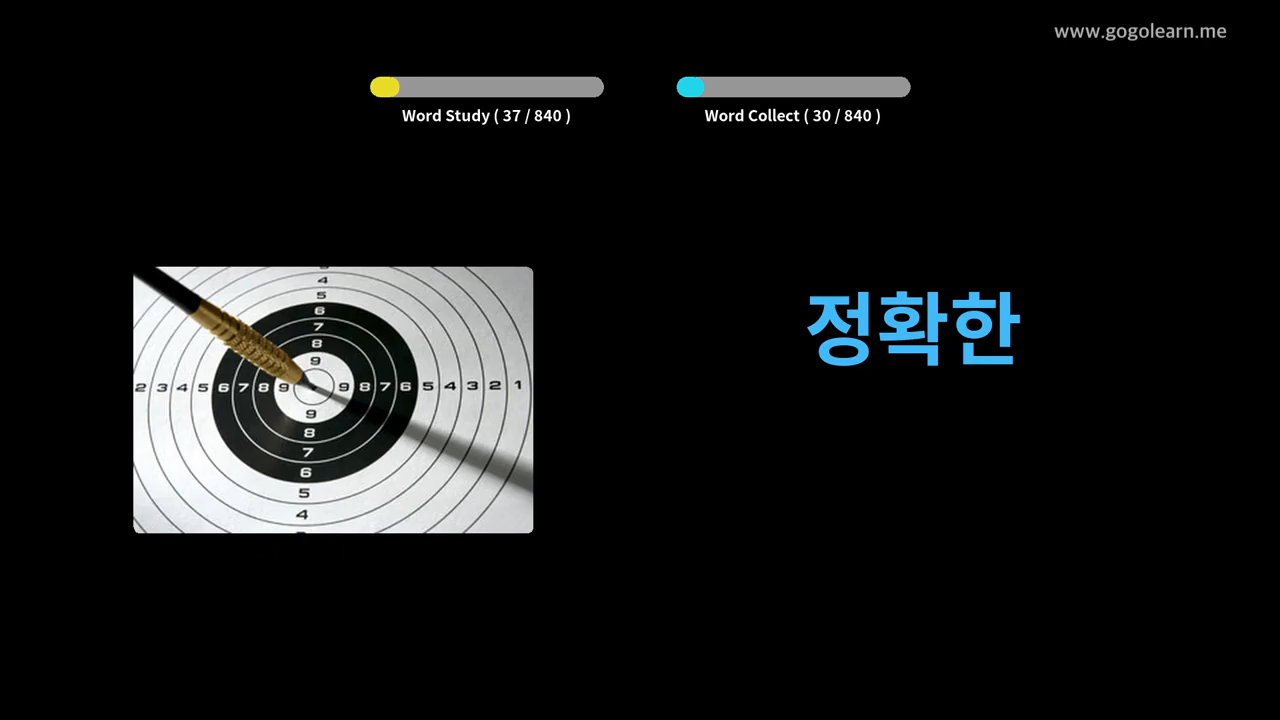 www.gogolearn.me
Word Study ( 37 / 840 )
Word Collect ( 30 / 840 )
정확한
4
5
6
7
8
9
2 3 4 5 6 7 8 9 9 8 7 6 5 4 3 2 1
9
8
7
6
5
4